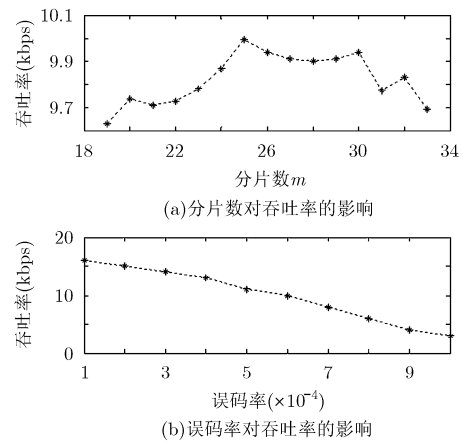 10.1
9.9
9.7
吞吐率(kbps)
18 22 26 30 34
分片数m
(a)分片数对吞吐率的影响
20
10
0
吞吐率(kbps)
1 3 5 7 9
误码率(×10⁻⁴)
(b)误码率对吞吐率的影响